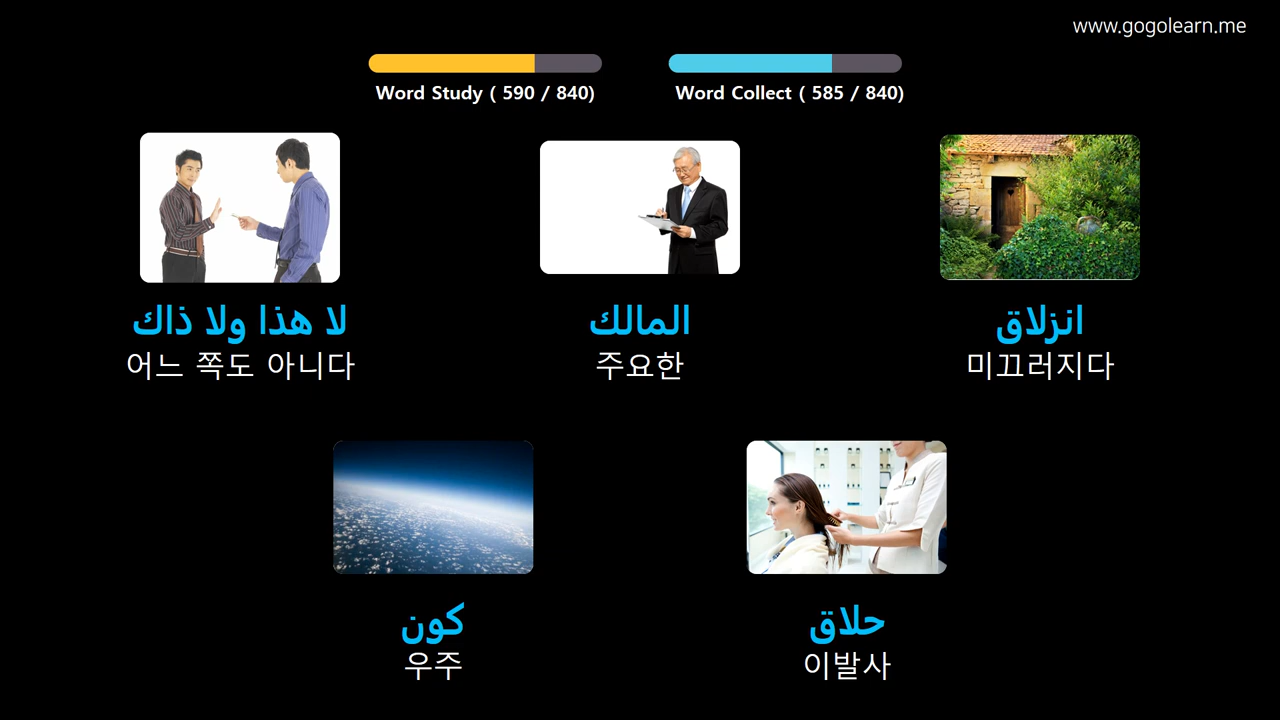 www.gogolearn.me
Word Study ( 590 / 840)
Word Collect ( 585 / 840)
لا هذا ولا ذاك
어느 쪽도 아니다
المالك
주요한
انزلاق
미끄러지다
كون
우주
حلاق
이발사